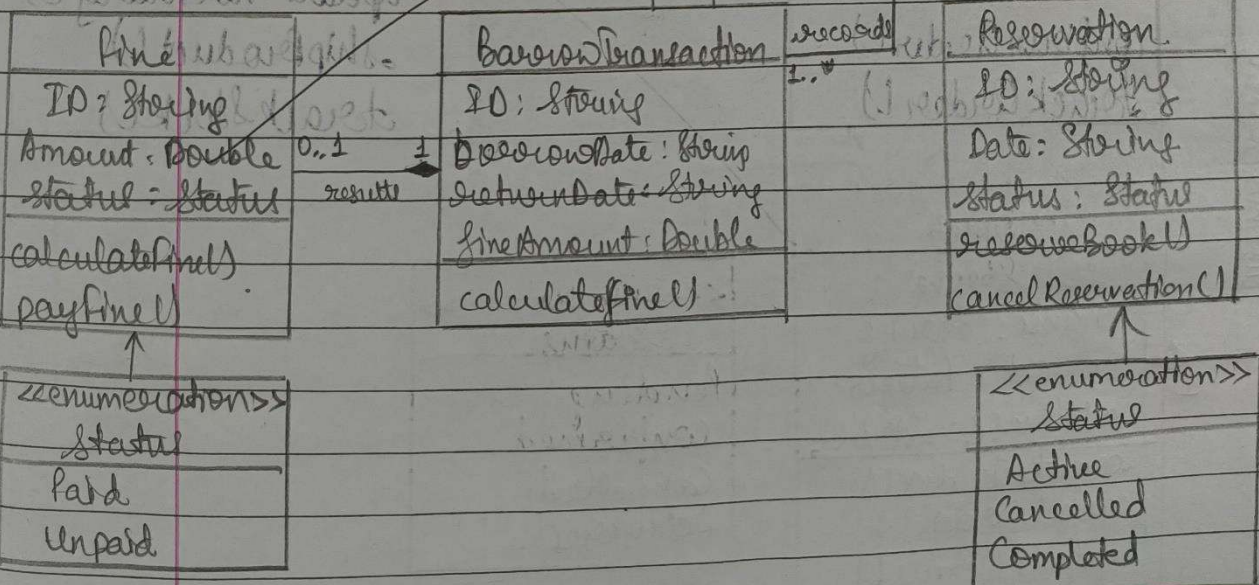 Fine
ID: String
Amount: Double
status: Status
calculateFine()
payFine()
0..1
1
results
BorrowTransaction
ID: String
borrowDate: String
returnDate: String
fineAmount: Double
calculateFine()
records
1..*
Reservation
ID: String
Date: String
status: Status
reserveBook()
cancelReservation()
<<enumeration>>
Status
Paid
Unpaid
<<enumeration>>
Status
Active
Cancelled
Completed